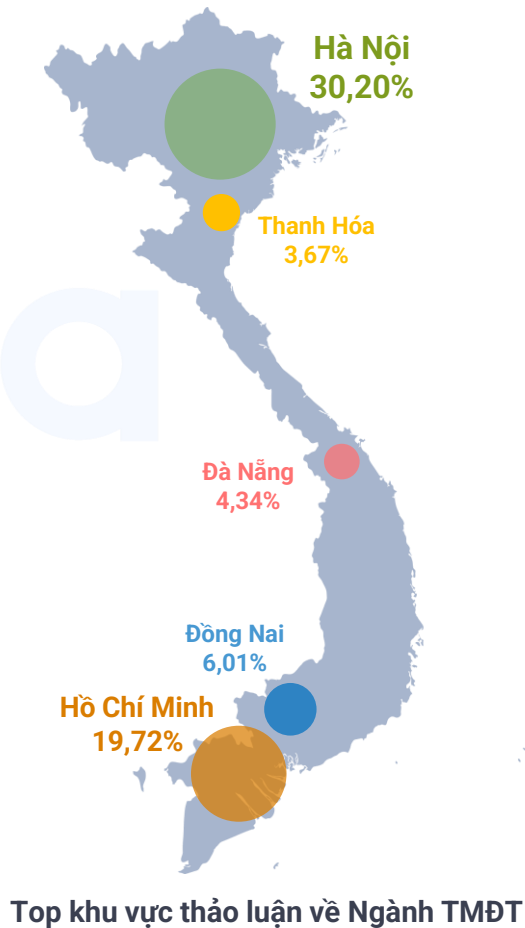 Hà Nội
30,20%
Thanh Hóa
3,67%
Đà Nẵng
4,34%
Đồng Nai
6,01%
Hồ Chí Minh
19,72%
Top khu vực thảo luận về Ngành TMĐT